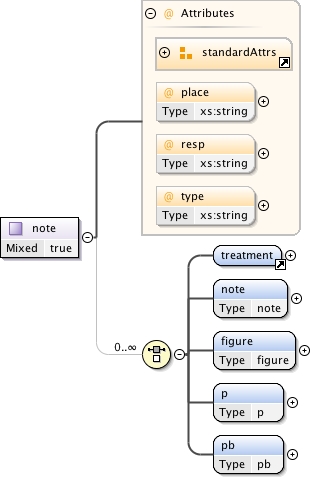 Attributes
standardAttrs
@ place
Type xs:string
@ resp
Type xs:string
@ type
Type xs:string
note
Mixed true
0..∞
treatment
note
Type note
figure
Type figure
p
Type p
pb
Type pb